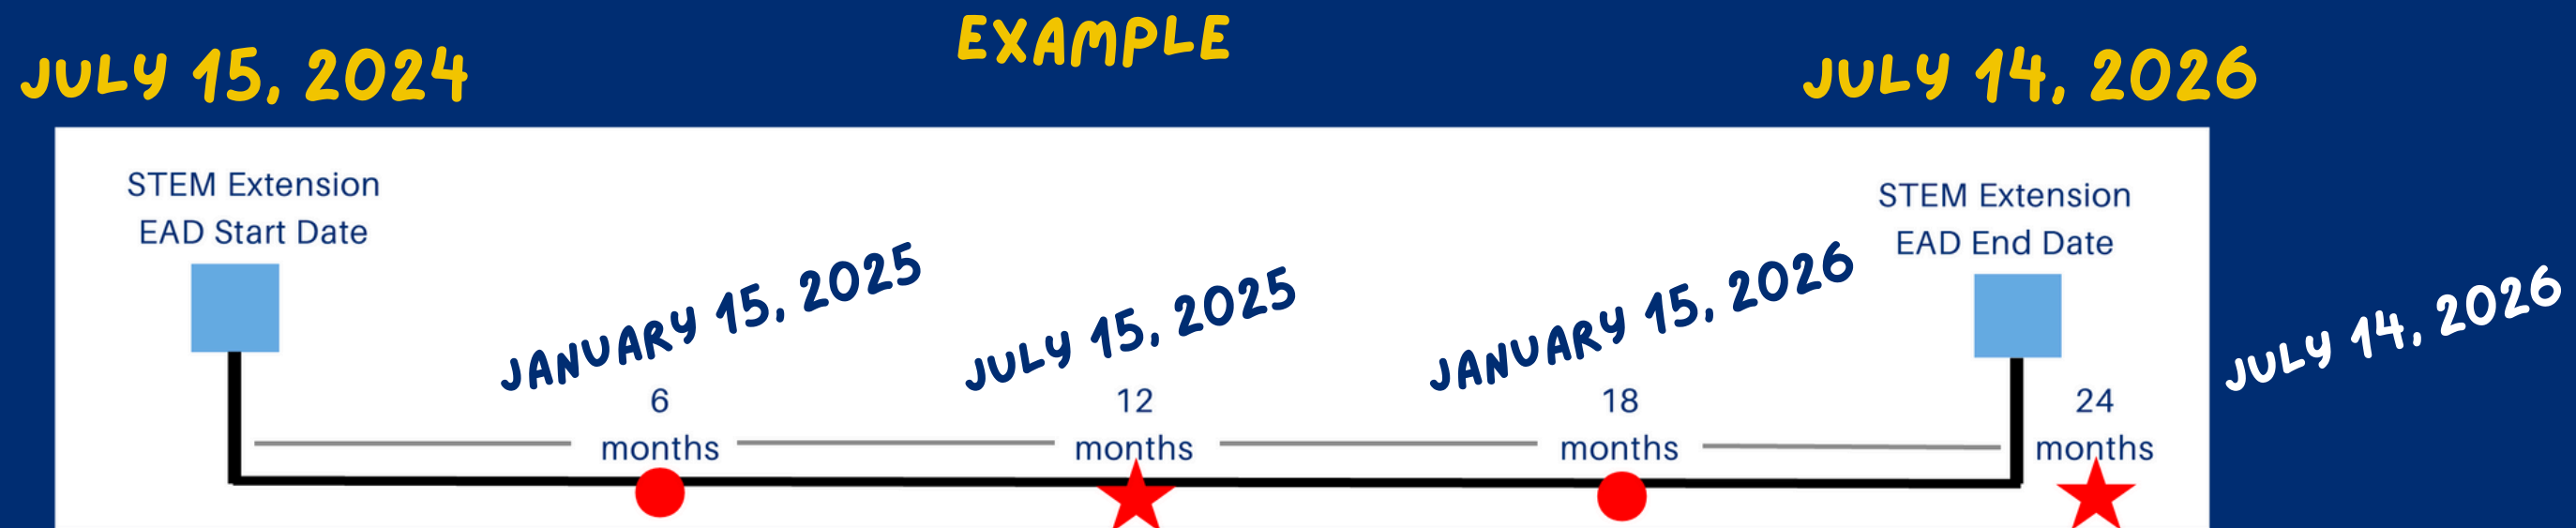 EXAMPLE
JULY 15, 2024
JULY 14, 2026
STEM Extension
EAD Start Date
STEM Extension
EAD End Date
JANUARY 15, 2025
JULY 15, 2025
JANUARY 15, 2026
JULY 14, 2026
6
months
12
months
18
months
24
months